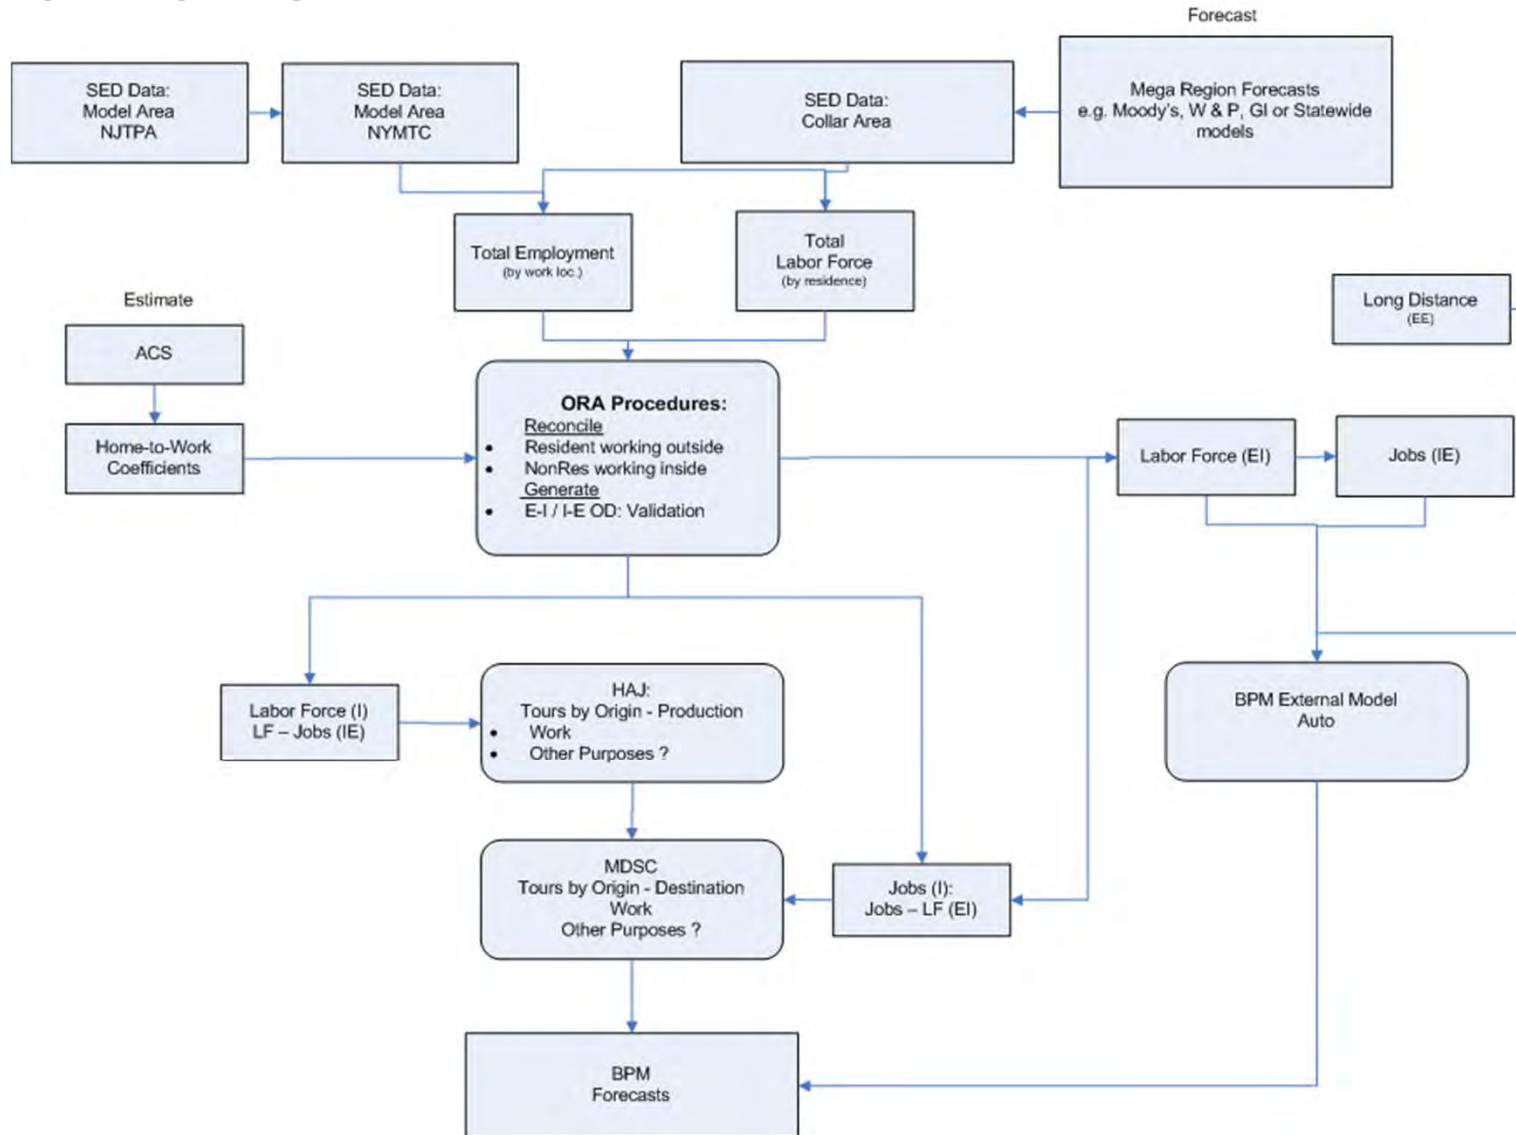 Forecast
SED Data:
Model Area
NJTPA
SED Data:
Model Area
NYMTC
SED Data:
Collar Area
Mega Region Forecasts
e.g. Moody's, W & P, GI or Statewide
models
Total Employment
(by work loc.)
Total
Labor Force
(by residence)
Long Distance
(EE)
Estimate
ACS
Home-to-Work
Coefficients
ORA Procedures:
Reconcile
• Resident working outside
• NonRes working inside
Generate
• E-I / I-E OD: Validation
Labor Force (EI)
Jobs (IE)
Labor Force (I)
LF – Jobs (IE)
HAJ:
Tours by Origin - Production
• Work
• Other Purposes ?
BPM External Model
Auto
MDSC
Tours by Origin - Destination
Work
Other Purposes ?
Jobs (I):
Jobs – LF (EI)
BPM
Forecasts